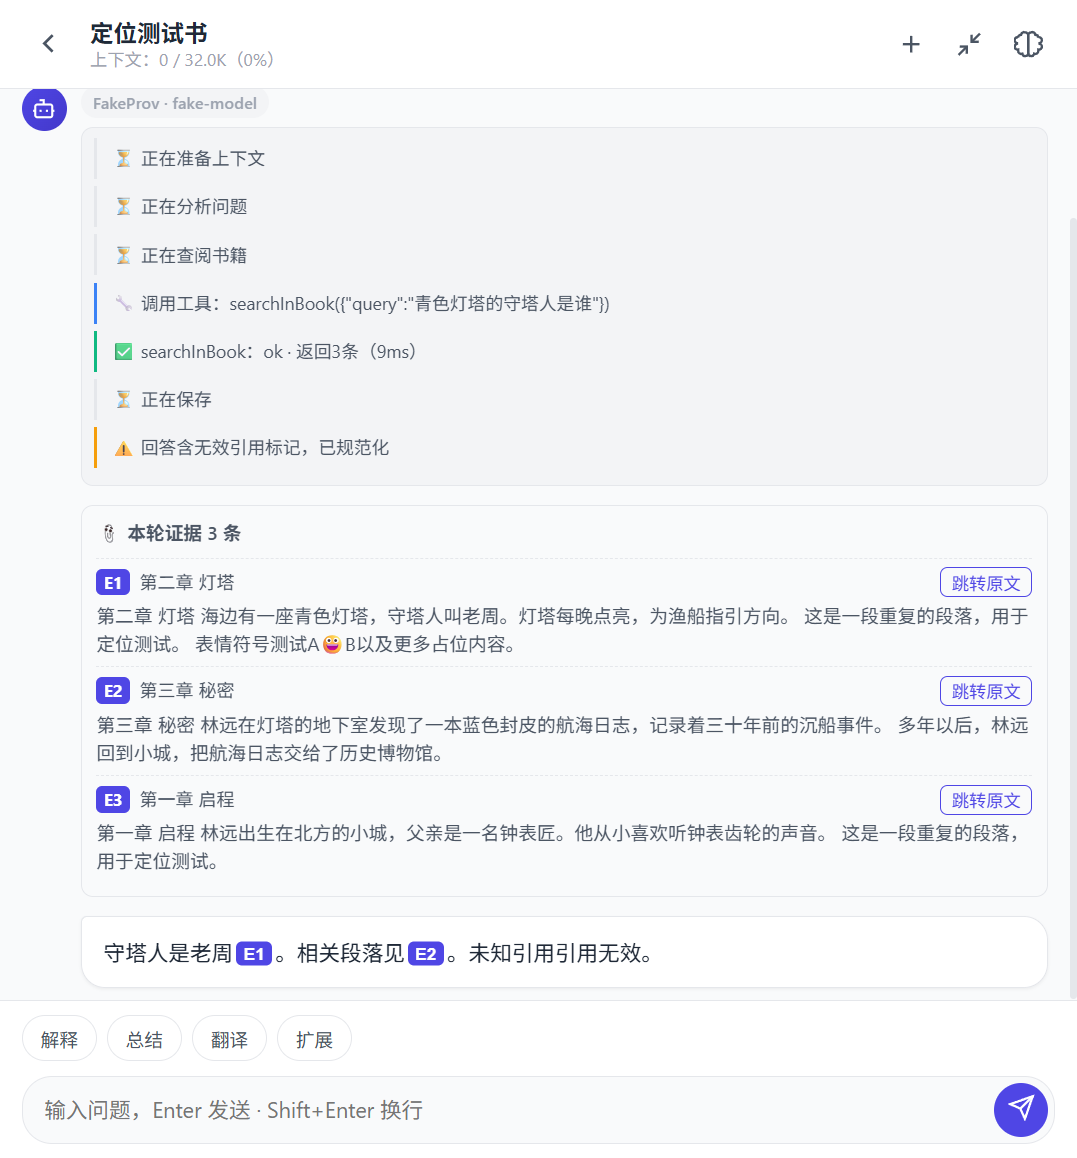 定位测试书
上下文：0 / 32.0K（0%）
FakeProv · fake-model
⏳ 正在准备上下文
⏳ 正在分析问题
⏳ 正在查阅书籍
🔧 调用工具：searchInBook({"query":"青色灯塔的守塔人是谁"})
✅ searchInBook：ok · 返回3条（9ms）
⏳ 正在保存
⚠️ 回答含无效引用标记，已规范化
本轮证据 3 条
E1 第二章 灯塔 跳转原文
第二章 灯塔 海边有一座青色灯塔，守塔人叫老周。灯塔每晚点亮，为渔船指引方向。 这是一段重复的段落，用于
定位测试。 表情符号测试A😀B以及更多占位内容。
E2 第三章 秘密 跳转原文
第三章 秘密 林远在灯塔的地下室发现了一本蓝色封皮的航海日志，记录着三十年前的沉船事件。 多年以后，林远
回到小城，把航海日志交给了历史博物馆。
E3 第一章 启程 跳转原文
第一章 启程 林远出生在北方的小城，父亲是一名钟表匠。他从小喜欢听钟表齿轮的声音。 这是一段重复的段落，
用于定位测试。
守塔人是老周 E1 。相关段落见 E2 。未知引用引用无效。
解释 总结 翻译 扩展
输入问题，Enter 发送 · Shift+Enter 换行